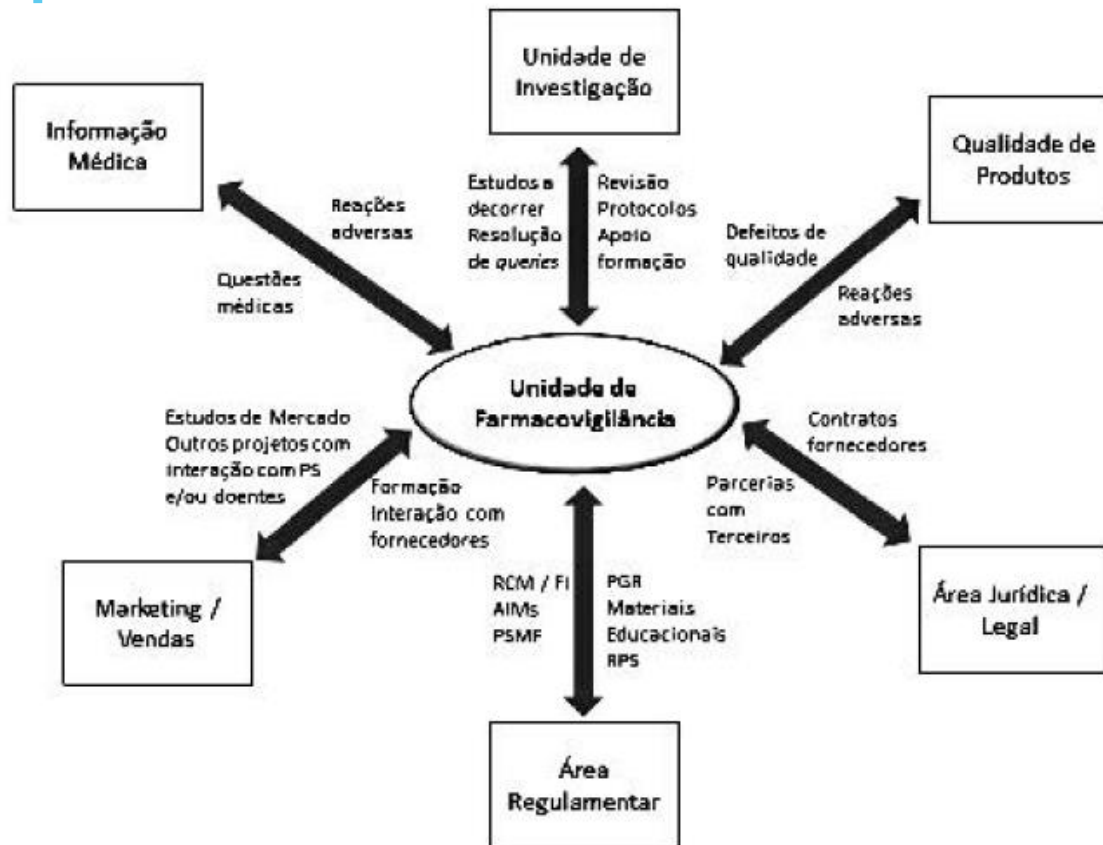 Unidade de
Investigação
Informação
Médica
Qualidade de
Produtos
Estudos a
decorrer
Resolução
de queries
Revisão
Protocolos
Apoio
formação
Reações
adversas
Questões
médicas
Defeitos de
qualidade
Reações
adversas
Unidade de
Farmacovigilância
Estudos de Mercado
Outros projetos com
interação com PS
e/ou doentes
Formação
Interação com
fornecedores
Contratos
fornecedores
Parcerias
com
Terceiros
Marketing /
Vendas
RCM / FI
AIMs
PSMF
PGR
Materiais
Educacionais
RPS
Área Jurídica /
Legal
Área
Regulamentar